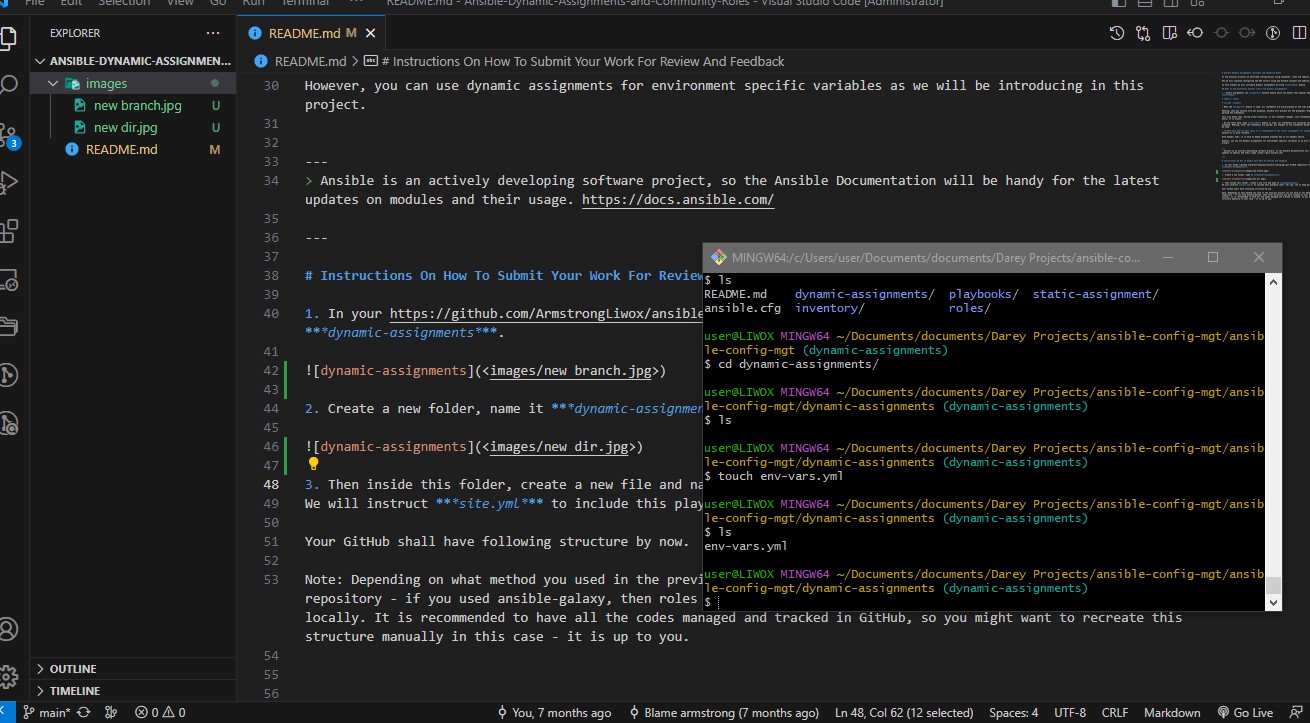 File Edit Selection View Go Run Terminal ··· README.md - Ansible-Dynamic-Assignments-and-Community-Roles - Visual Studio Code [Administrator]
EXPLORER ···
ANSIBLE-DYNAMIC-ASSIGNMEN...
images
new branch.jpg U
new dir.jpg U
README.md M
OUTLINE
TIMELINE
3
README.md M
README.md > # Instructions On How To Submit Your Work For Review And Feedback
30 However, you can use dynamic assignments for environment specific variables as we will be introducing in this
project.
31
32
33 ---
34 > Ansible is an actively developing software project, so the Ansible Documentation will be handy for the latest
updates on modules and their usage. https://docs.ansible.com/
35
36 ---
37
38 # Instructions On How To Submit Your Work For Review
39
40 1. In your https://github.com/ArmstrongLiwox/ansible
***dynamic-assignments***.
41
42 ![dynamic-assignments](<images/new branch.jpg>)
43
44 2. Create a new folder, name it ***dynamic-assignmen
45
46 ![dynamic-assignments](<images/new dir.jpg>)
47
48 3. Then inside this folder, create a new file and na
49 We will instruct ***site.yml*** to include this play
50
51 Your GitHub shall have following structure by now.
52
53 Note: Depending on what method you used in the previ
repository - if you used ansible-galaxy, then roles
locally. It is recommended to have all the codes managed and tracked in GitHub, so you might want to recreate this
structure manually in this case - it is up to you.
54
55
56
MINGW64:/c/Users/user/Documents/documents/Darey Projects/ansible-co...
$ ls
README.md dynamic-assignments/ playbooks/ static-assignment/
ansible.cfg inventory/ roles/
user@LIWOX MINGW64 ~/Documents/documents/Darey Projects/ansible-config-mgt/ansib
le-config-mgt (dynamic-assignments)
$ cd dynamic-assignments/
user@LIWOX MINGW64 ~/Documents/documents/Darey Projects/ansible-config-mgt/ansib
le-config-mgt/dynamic-assignments (dynamic-assignments)
$ ls
user@LIWOX MINGW64 ~/Documents/documents/Darey Projects/ansible-config-mgt/ansib
le-config-mgt/dynamic-assignments (dynamic-assignments)
$ touch env-vars.yml
user@LIWOX MINGW64 ~/Documents/documents/Darey Projects/ansible-config-mgt/ansib
le-config-mgt/dynamic-assignments (dynamic-assignments)
$ ls
env-vars.yml
user@LIWOX MINGW64 ~/Documents/documents/Darey Projects/ansible-config-mgt/ansib
le-config-mgt/dynamic-assignments (dynamic-assignments)
$
main* 0 0 You, 7 months ago Blame armstrong (7 months ago) Ln 48, Col 62 (12 selected) Spaces: 4 UTF-8 CRLF Markdown Go Live